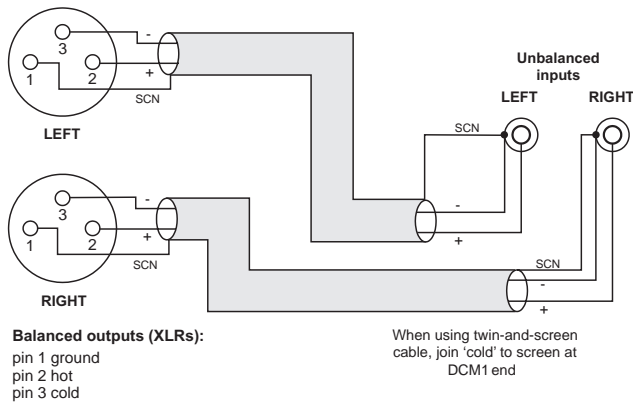 3
-
1
2
+
SCN
LEFT
Unbalanced
inputs
LEFT
RIGHT
SCN
-
+
3
-
1
2
+
SCN
RIGHT
SCN
-
+
Balanced outputs (XLRs):
pin 1 ground
pin 2 hot
pin 3 cold
When using twin-and-screen
cable, join ‘cold’ to screen at
DCM1 end